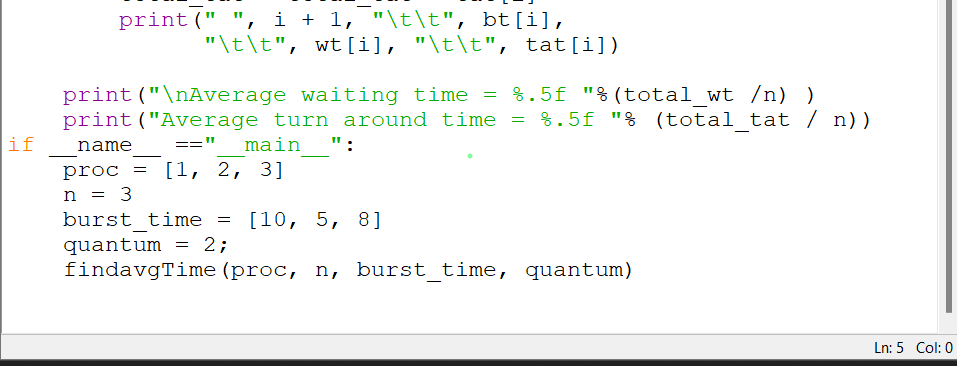 print(" ", i + 1, "\t\t", bt[i],
"\t\t", wt[i], "\t\t", tat[i])
print("\nAverage waiting time = %.5f "%(total_wt /n) )
print("Average turn around time = %.5f "% (total_tat / n))
if __name__ =="__main__":
proc = [1, 2, 3]
n = 3
burst_time = [10, 5, 8]
quantum = 2;
findavgTime(proc, n, burst_time, quantum)
Ln: 5 Col: 0